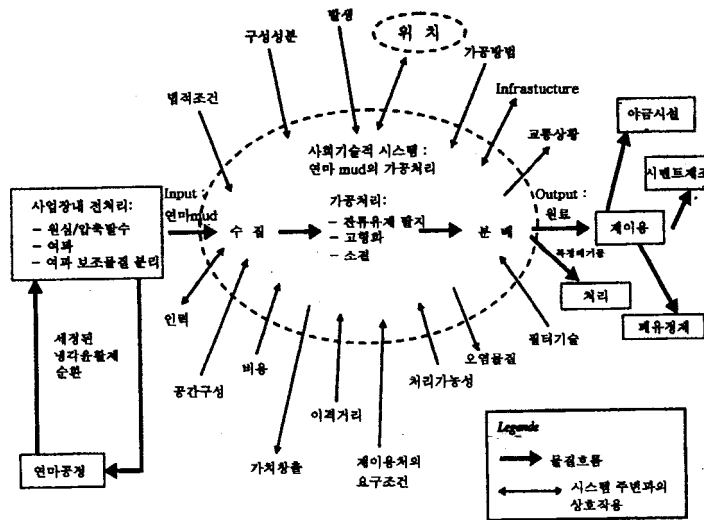 발생
구성성분
위 치
가공방법
Infrastucture
법적조건
교통상황
야금시설
사회기술적 시스템 :
연마 mud의 가공처리
시멘트제조
사업장내 전처리:
- 원심/압축탈수
- 여과
- 여과 보조물질 분리
Input :
연마mud
수 집
가공처리:
- 잔류유제 탈지
- 고형화
- 소결
분 배
Output :
원료
재이용
특정폐기물
처리
폐유정제
인력
세정된
냉각윤활제
순환
공간구성
비용
이격거리
처리가능성
오염물질
필터기술
가치창출
재이용처의
요구조건
연마공정
Legende
물질흐름
시스템 주변과의
상호작용